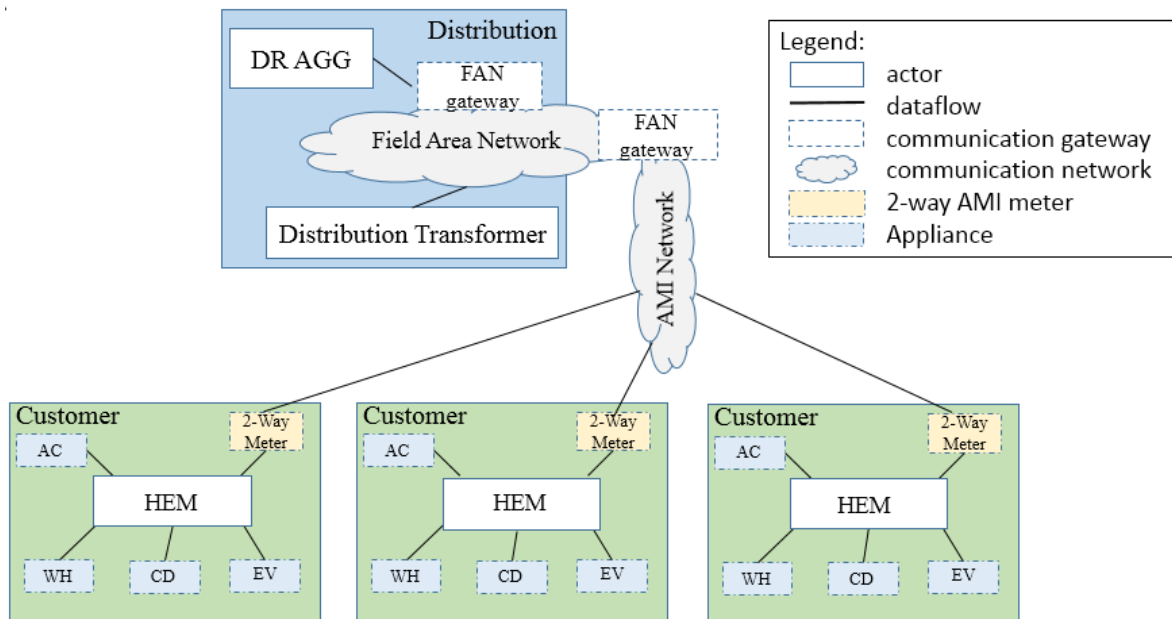 Distribution
DR AGG
FAN
gateway
Field Area Network
FAN
gateway
Distribution Transformer
AMI Network
Legend:
actor
dataflow
communication gateway
communication network
2-way AMI meter
Appliance
Customer
2-Way
Meter
AC
HEM
WH
CD
EV
Customer
2-Way
Meter
AC
HEM
WH
CD
EV
Customer
2-Way
Meter
AC
HEM
WH
CD
EV